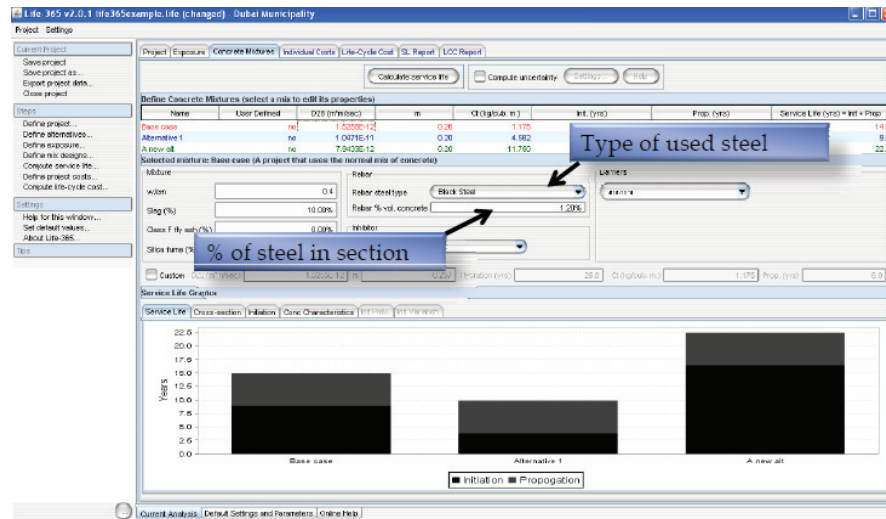 Life-365 v2.0.1 life365example.life (changed) - Dubai Municipality
Project Settings
Current Project
Save project
Save project as...
Export project data...
Close project
Steps
Define project...
Define alternatives...
Define exposure...
Define mix designs...
Compute service life...
Define project costs...
Compute life-cycle cost...
Settings
Help for this window...
Set default values...
About Life-365...
Tips
Project Exposure Concrete Mixtures Individual Costs Life-Cycle Cost SL Report LCC Report
Calculate service life Compute uncertainty Settings... Help
Define Concrete Mixtures (select a mix to edit its properties)
Name User Defined D28 (m²/sec) m Ct (kg/cub. m.) Init. (yrs) Prop. (yrs) Service Life (yrs) = Init + Prop
Base case no 0.20 1.175
Alternative 1 no 1.0471E-11 0.20 4.982
A new alt no 0.20 11.760
Type of used steel
Selected mixture: Base case (A project that uses the normal mix of concrete)
Mixture
w/cm 0.4
Slag (%) 10.00%
Class F fly ash (%) 0.00%
Silica fume (%
Rebar
Rebar steel type Black Steel
Rebar % vol. concrete 1.20%
Inhibitor
Barriers
% of steel in section
Custom m Hydration (yrs) 25.0 Ct (kg/cub. m.) 1.175 Prop. (yrs) 6.0
Service Life Graphs
Service Life Cross-section Initiation Conc Characteristics Init Prob. Init Variation
Years
22.5
20.0
17.5
15.0
12.5
10.0
7.5
5.0
2.5
0.0
Base case Alternative 1 A new alt
Initiation Propogation
Current Analysis Default Settings and Parameters Online Help